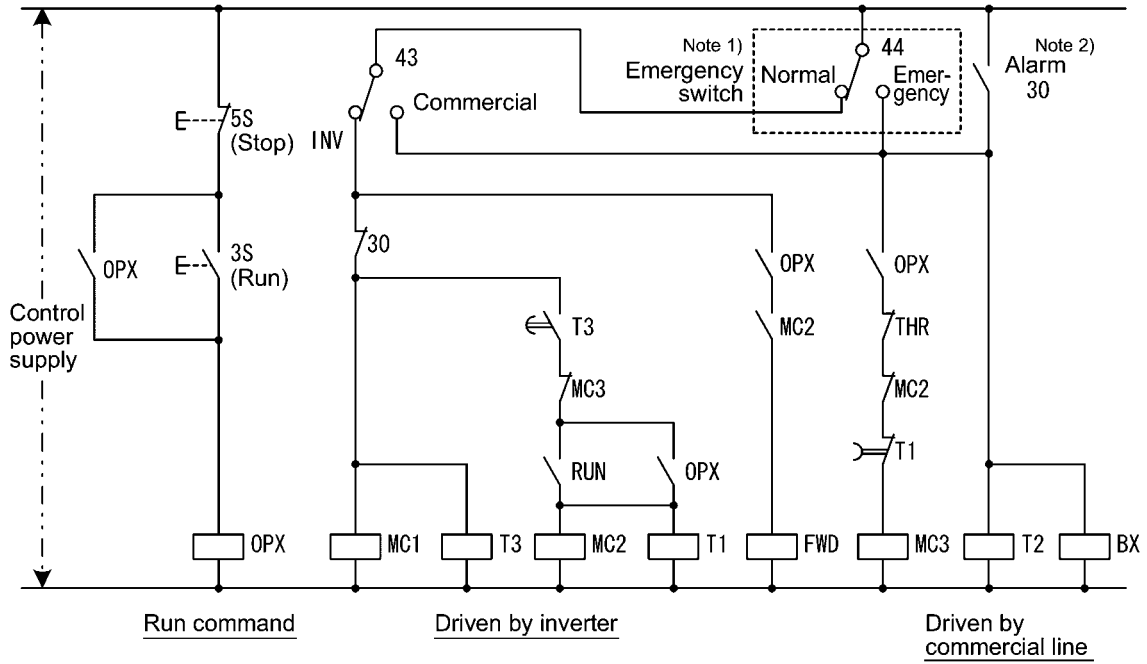 Note 1)
Emergency
switch
Normal
44
Emer-
gency
Note 2)
Alarm
30
43
Commercial
INV
5S
(Stop)
3S
(Run)
OPX
Control
power
supply
30
T3
MC3
RUN
OPX
OPX
MC2
OPX
THR
MC2
T1
OPX
MC1
T3
MC2
T1
FWD
MC3
T2
BX
Run command
Driven by inverter
Driven by
commercial line